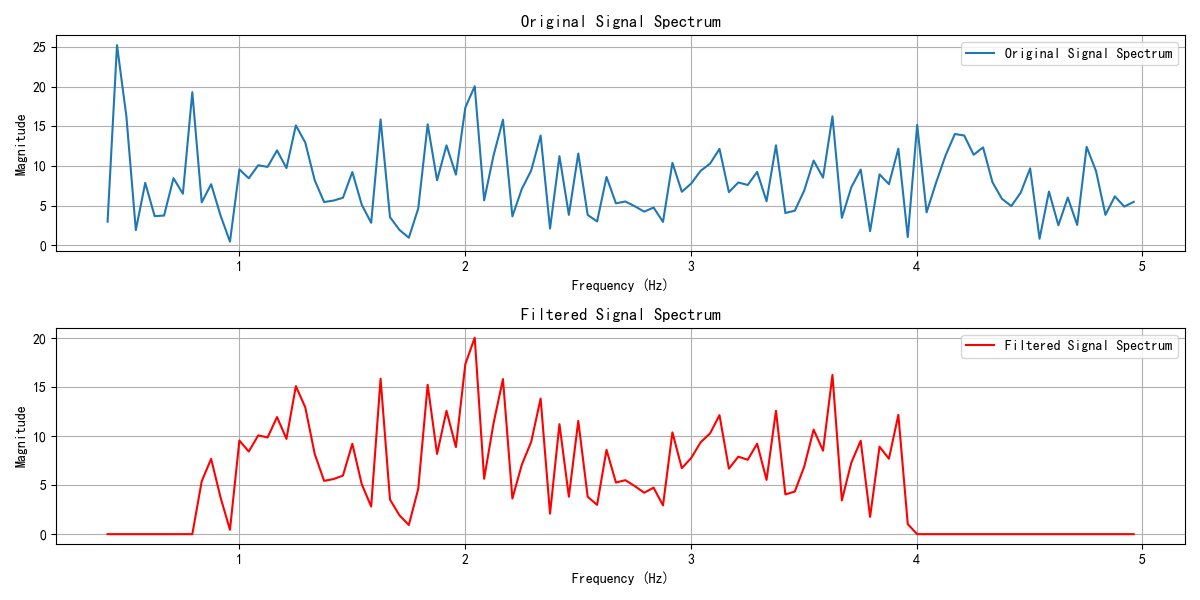 Original Signal Spectrum
Original Signal Spectrum
Magnitude
25
20
15
10
5
0
1 2 3 4 5
Frequency (Hz)
Filtered Signal Spectrum
Filtered Signal Spectrum
Magnitude
20
15
10
5
0
1 2 3 4 5
Frequency (Hz)